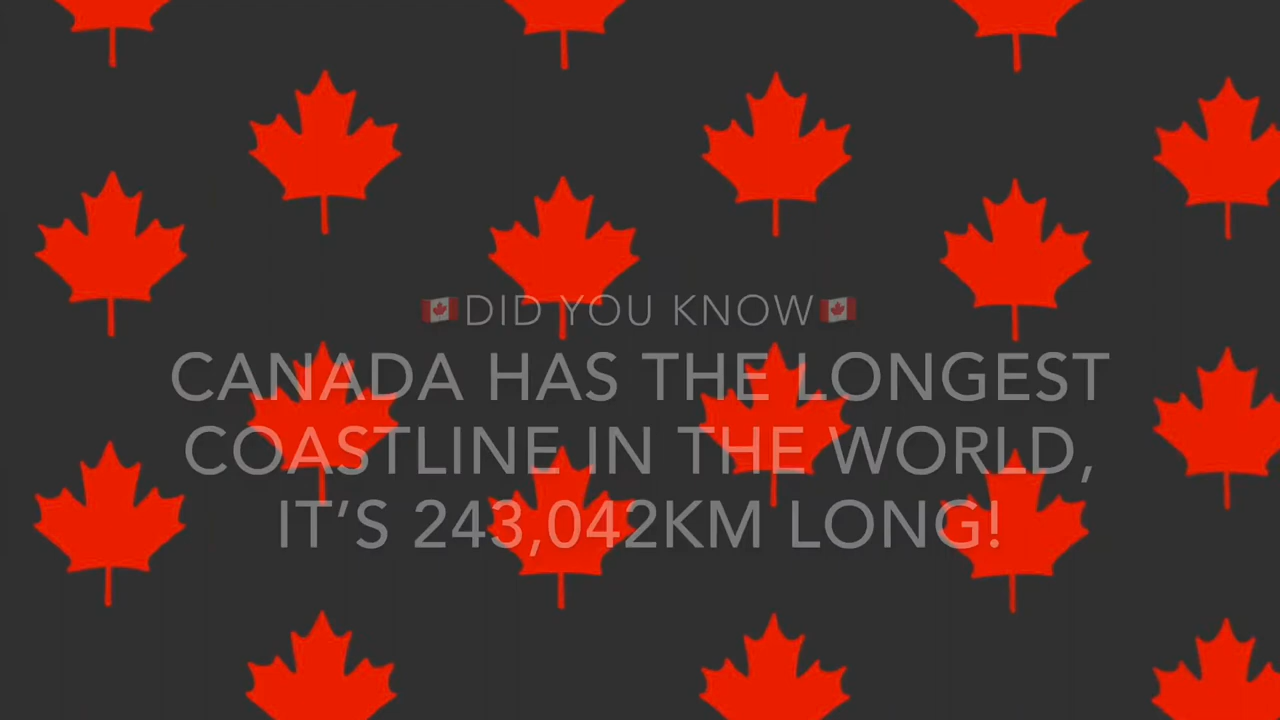 🇨🇦DID YOU KNOW🇨🇦
CANADA HAS THE LONGEST
COASTLINE IN THE WORLD,
IT’S 243,042KM LONG!